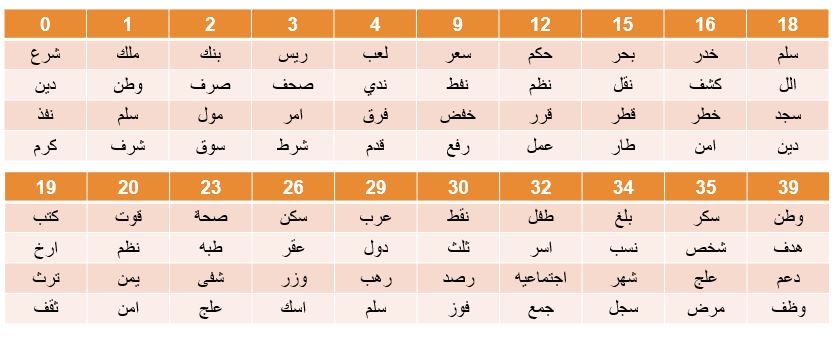 0 1 2 3 4 9 12 15 16 18
شرع ملك بنك ريس لعب سعر حكم بحر خدر سلم
دين وطن صرف صحف ندي نفط نظم نقل كشف الل
نفذ سلم مول امر فرق خفض قرر قطر خطر سجد
كرم شرف سوق شرط قدم رفع عمل طار امن دين
19 20 23 26 29 30 32 34 35 39
كتب قوت صحة سكن عرب نقط طفل بلغ سكر وطن
ارخ نظم طبه عقر دول ثلث اسر نسب شخص هدف
ترث يمن شفى وزر رهب رصد اجتماعيه شهر علج دعم
ثقف امن علج اسك سلم فوز جمع سجل مرض وظف